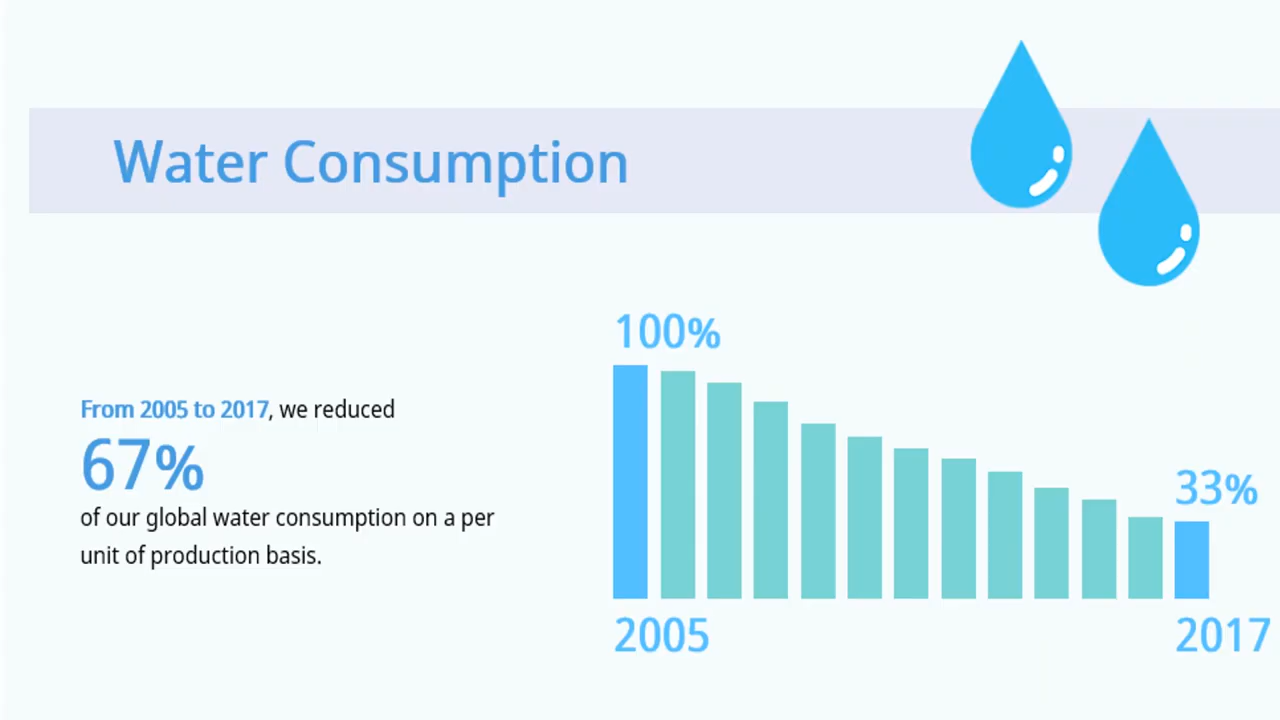 Water Consumption
100%
From 2005 to 2017, we reduced
67%
of our global water consumption on a per
unit of production basis.
33%
2005
2017